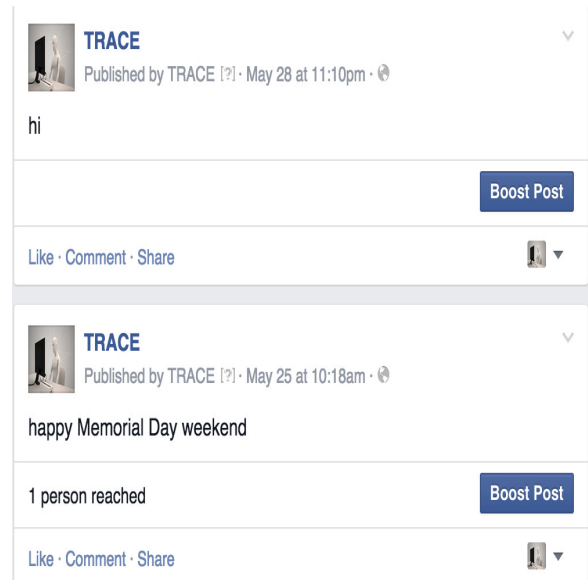 TRACE
Published by TRACE [?] · May 28 at 11:10pm ·
hi
Boost Post
Like · Comment · Share
TRACE
Published by TRACE [?] · May 25 at 10:18am ·
happy Memorial Day weekend
1 person reached
Boost Post
Like · Comment · Share